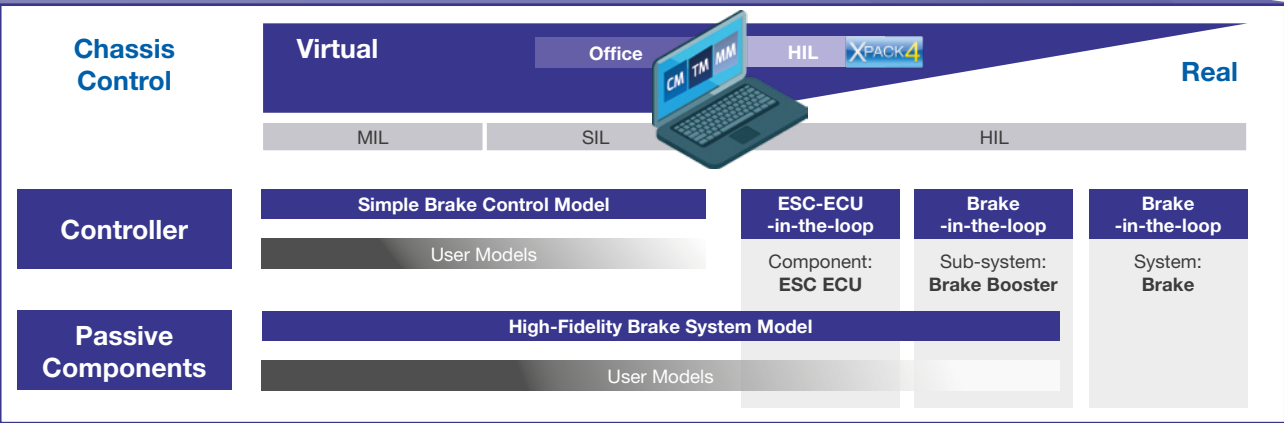 Chassis
Control
Virtual
Office
CM TM MM
HIL
XPACK4
Real
MIL
SIL
HIL
Controller
Simple Brake Control Model
User Models
ESC-ECU
-in-the-loop
Component:
ESC ECU
Brake
-in-the-loop
Sub-system:
Brake Booster
Brake
-in-the-loop
System:
Brake
Passive
Components
High-Fidelity Brake System Model
User Models